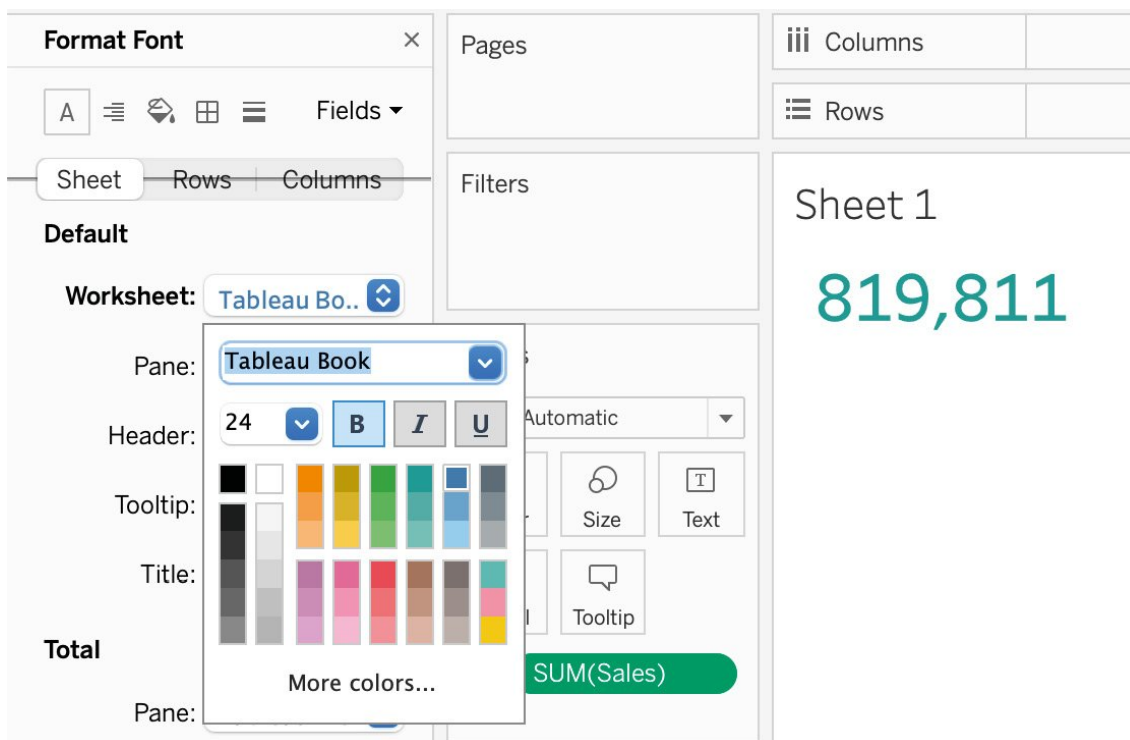 Format Font ×
A Fields
Sheet Rows Columns
Default
Worksheet: Tableau Bo..
Pane:
Header:
Tooltip:
Title:
Total
Pane:
Tableau Book
24 B I U
More colors...
Pages
Filters
Automatic
Size
T
Text
Tooltip
SUM(Sales)
Columns
Rows
Sheet 1
819,811